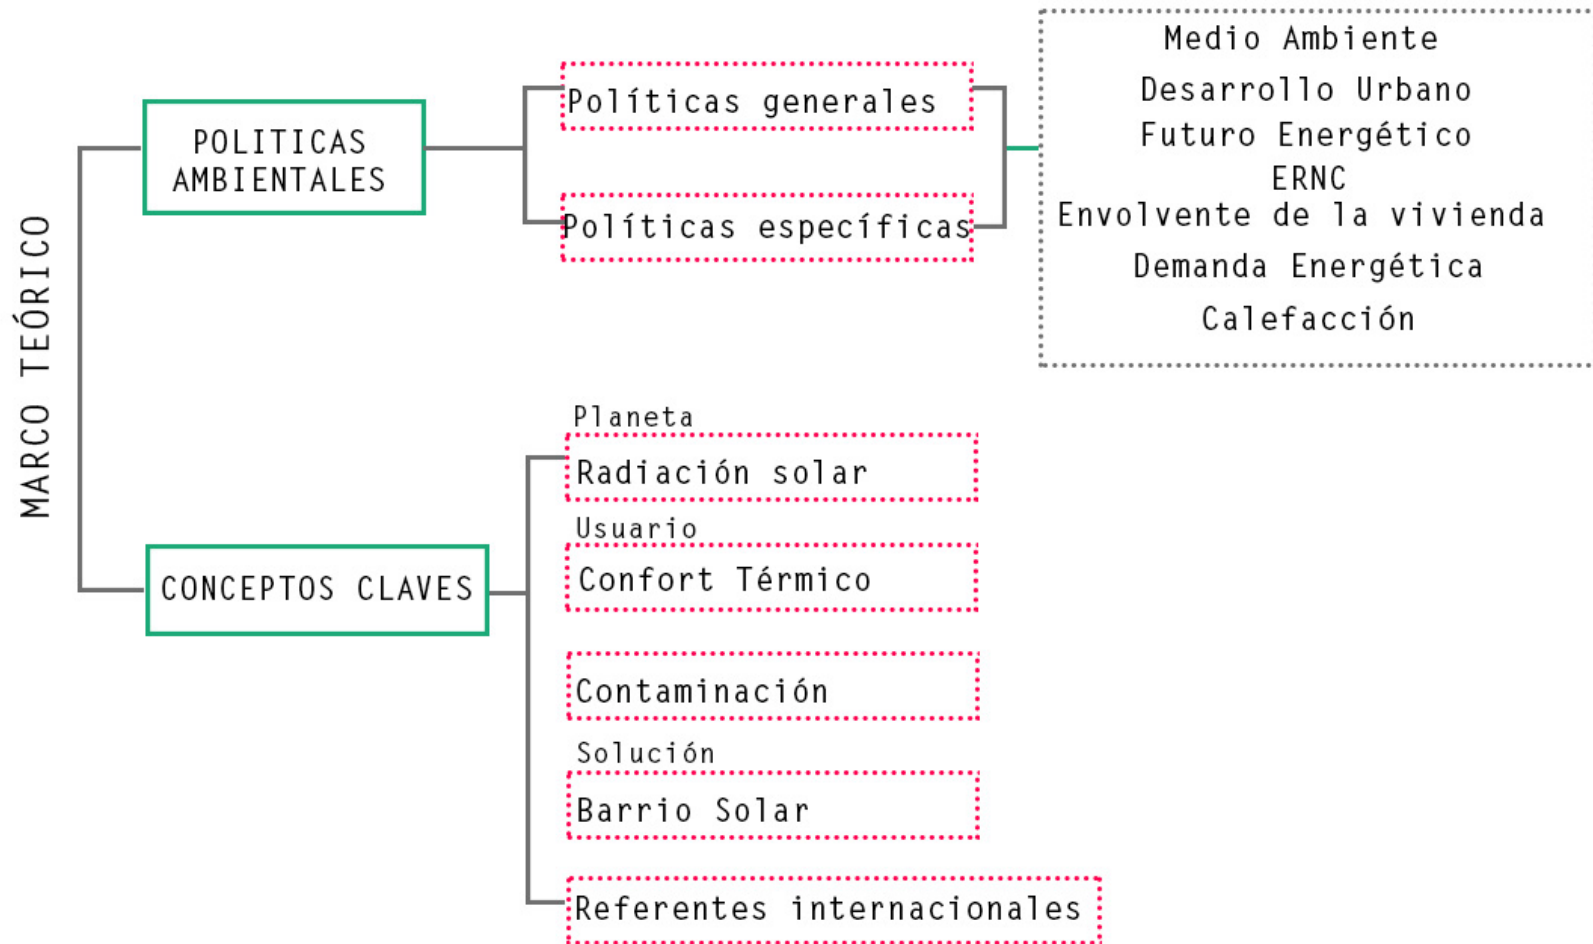 MARCO TEÓRICO
POLITICAS
AMBIENTALES
Políticas generales
Políticas específicas
Medio Ambiente
Desarrollo Urbano
Futuro Energético
ERNC
Envolvente de la vivienda
Demanda Energética
Calefacción
CONCEPTOS CLAVES
Planeta
Radiación solar
Usuario
Confort Térmico
Contaminación
Solución
Barrio Solar
Referentes internacionales